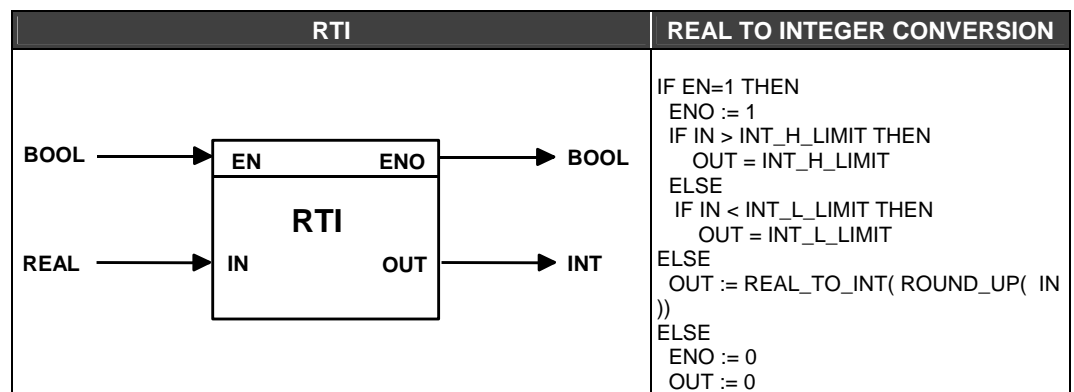 RTI REAL TO INTEGER CONVERSION
BOOL EN ENO BOOL
RTI
REAL IN OUT INT
IF EN=1 THEN
ENO := 1
IF IN > INT_H_LIMIT THEN
OUT = INT_H_LIMIT
ELSE
IF IN < INT_L_LIMIT THEN
OUT = INT_L_LIMIT
ELSE
OUT := REAL_TO_INT( ROUND_UP( IN
))
ELSE
ENO := 0
OUT := 0